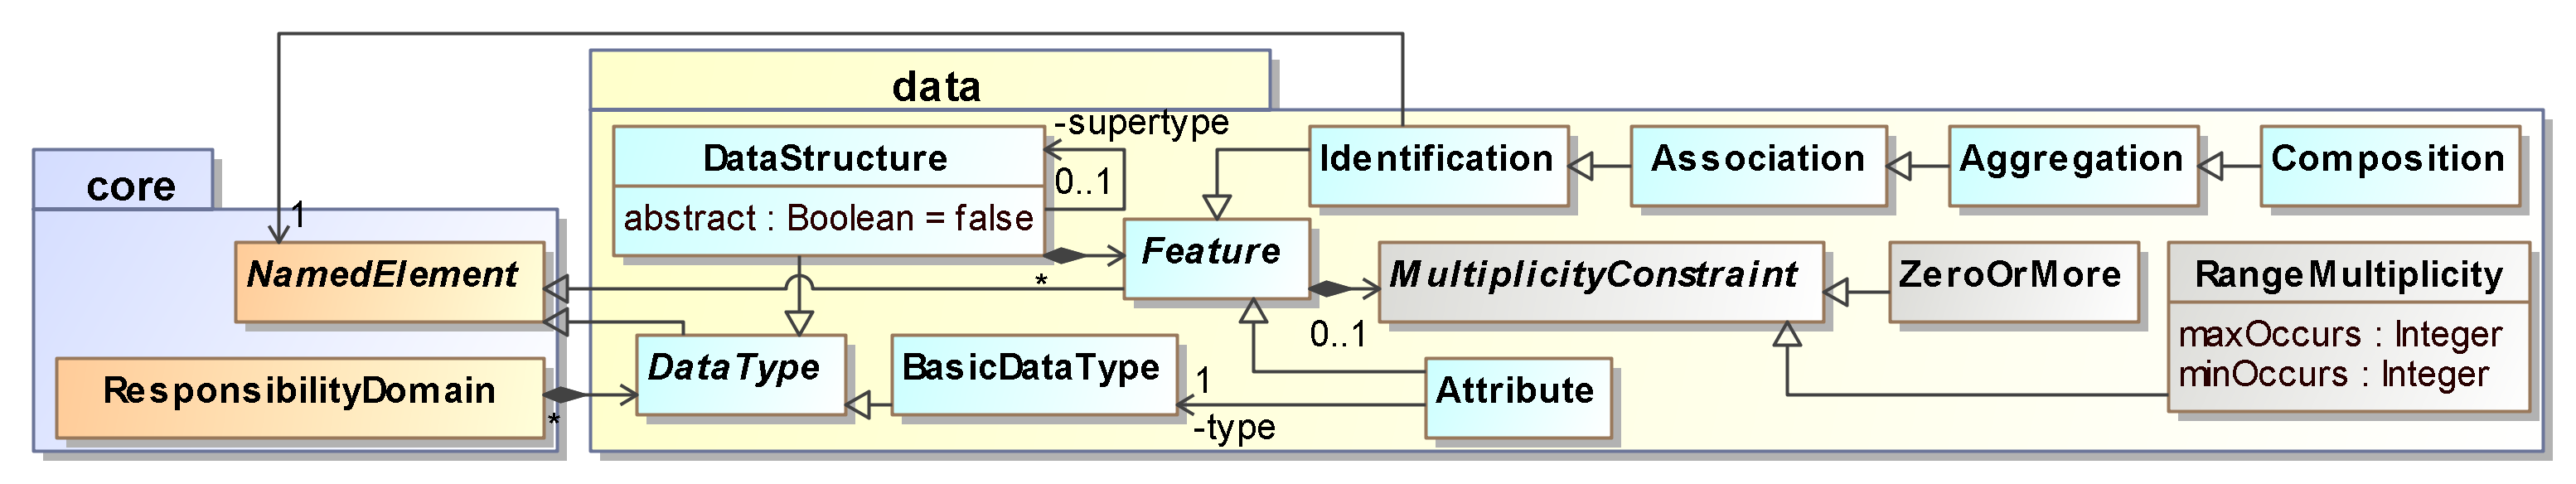 data
-supertype
DataStructure
0..1
abstract : Boolean = false
Identification
Association
Aggregation
Composition
core
1
NamedElement
Feature
*
MultiplicityConstraint
0..1
ZeroOrMore
RangeMultiplicity
maxOccurs : Integer
minOccurs : Integer
ResponsibilityDomain
*
DataType
BasicDataType
1
-type
Attribute